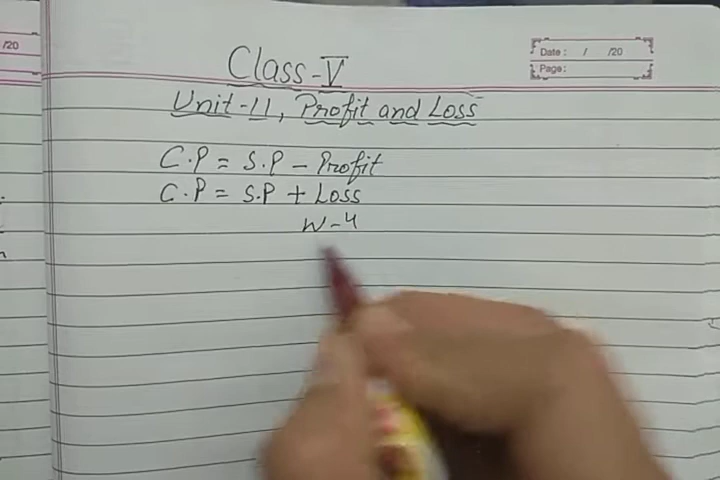 /20
Date: / /20
Page:
Class-V
Unit-11, Profit and Loss
C.P = S.P - Profit
C.P = S.P + Loss
W-4